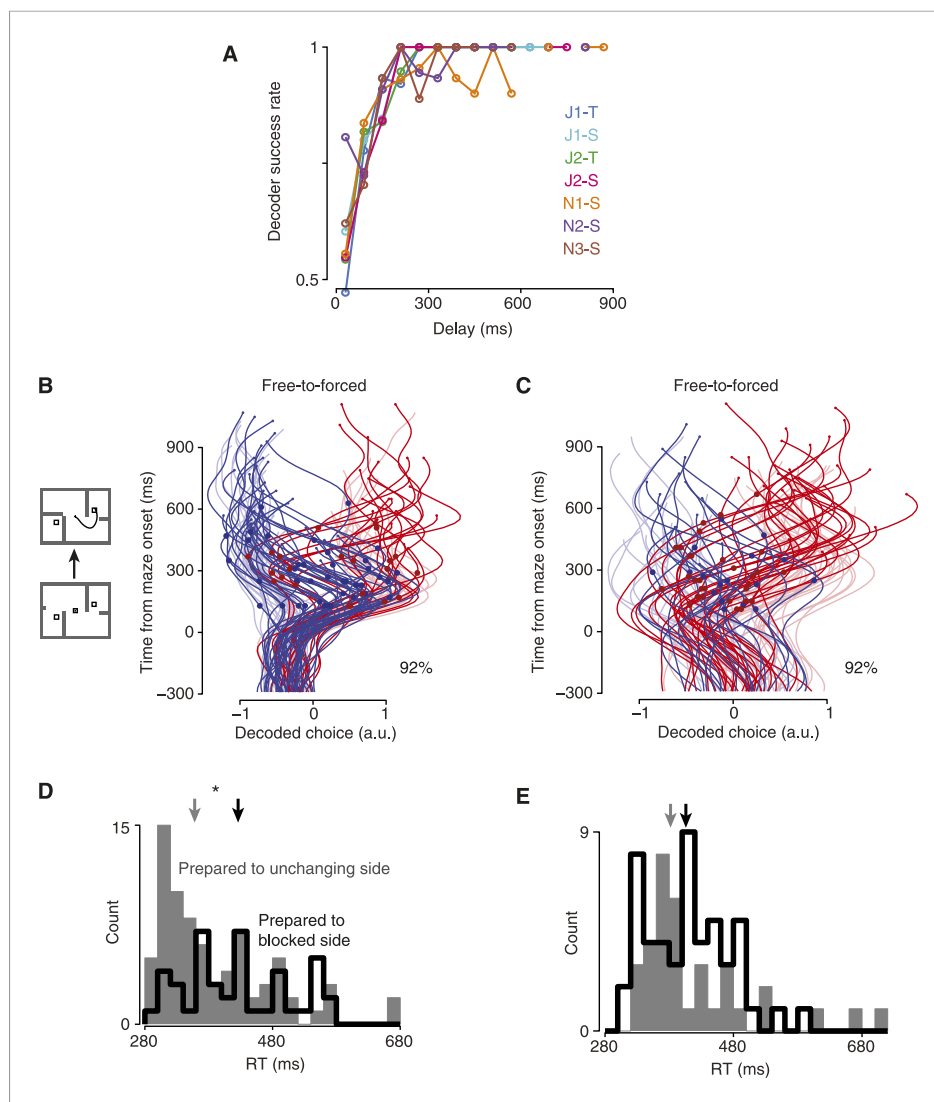 A
1
Decoder success rate
0.5
0
300
600
900
Delay (ms)
J1-T
J1-S
J2-T
J2-S
N1-S
N2-S
N3-S
B
Free-to-forced
Time from maze onset (ms)
900
600
300
0
−300
92%
−1
0
1
Decoded choice (a.u.)
C
Free-to-forced
Time from maze onset (ms)
900
600
300
0
−300
92%
−1
0
1
Decoded choice (a.u.)
D
*
15
Prepared to unchanging side
Prepared to
blocked side
Count
0
280
480
680
RT (ms)
E
9
Count
0
280
480
680
RT (ms)